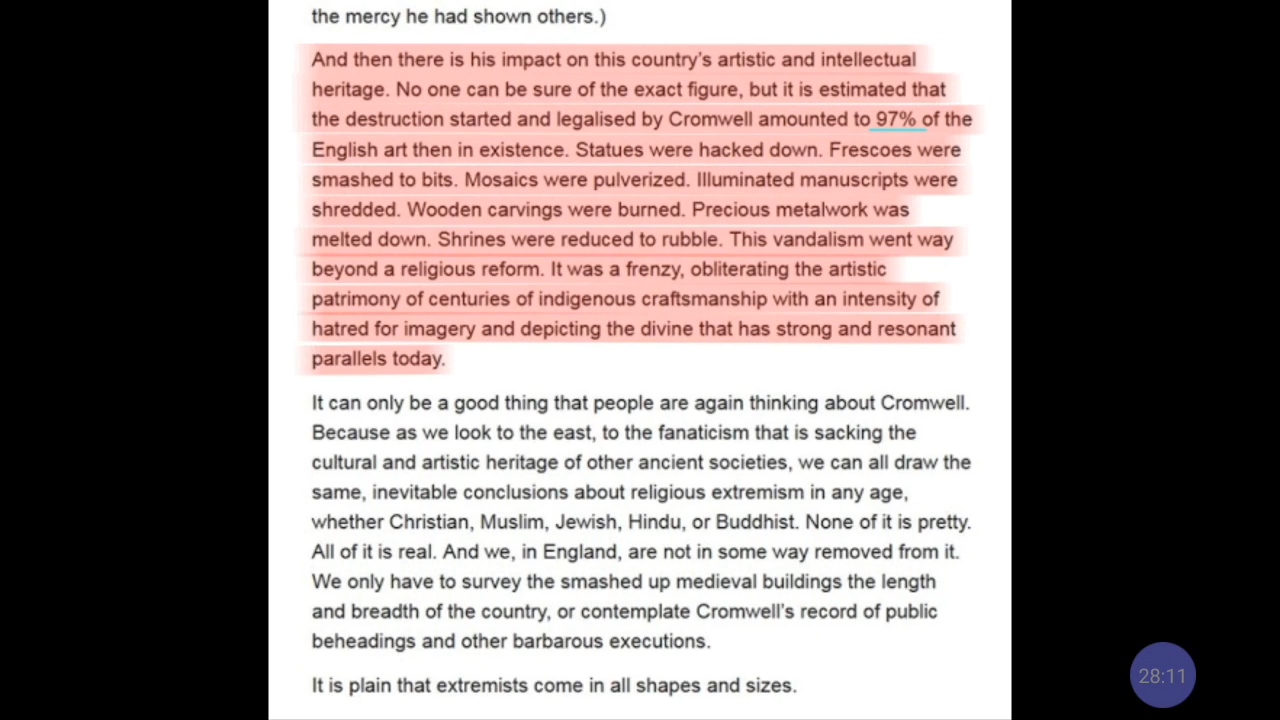 the mercy he had shown others.)
And then there is his impact on this country's artistic and intellectual
heritage. No one can be sure of the exact figure, but it is estimated that
the destruction started and legalised by Cromwell amounted to 97% of the
English art then in existence. Statues were hacked down. Frescoes were
smashed to bits. Mosaics were pulverized. Illuminated manuscripts were
shredded. Wooden carvings were burned. Precious metalwork was
melted down. Shrines were reduced to rubble. This vandalism went way
beyond a religious reform. It was a frenzy, obliterating the artistic
patrimony of centuries of indigenous craftsmanship with an intensity of
hatred for imagery and depicting the divine that has strong and resonant
parallels today.
It can only be a good thing that people are again thinking about Cromwell.
Because as we look to the east, to the fanaticism that is sacking the
cultural and artistic heritage of other ancient societies, we can all draw the
same, inevitable conclusions about religious extremism in any age,
whether Christian, Muslim, Jewish, Hindu, or Buddhist. None of it is pretty.
All of it is real. And we, in England, are not in some way removed from it.
We only have to survey the smashed up medieval buildings the length
and breadth of the country, or contemplate Cromwell's record of public
beheadings and other barbarous executions.
It is plain that extremists come in all shapes and sizes.
28:11